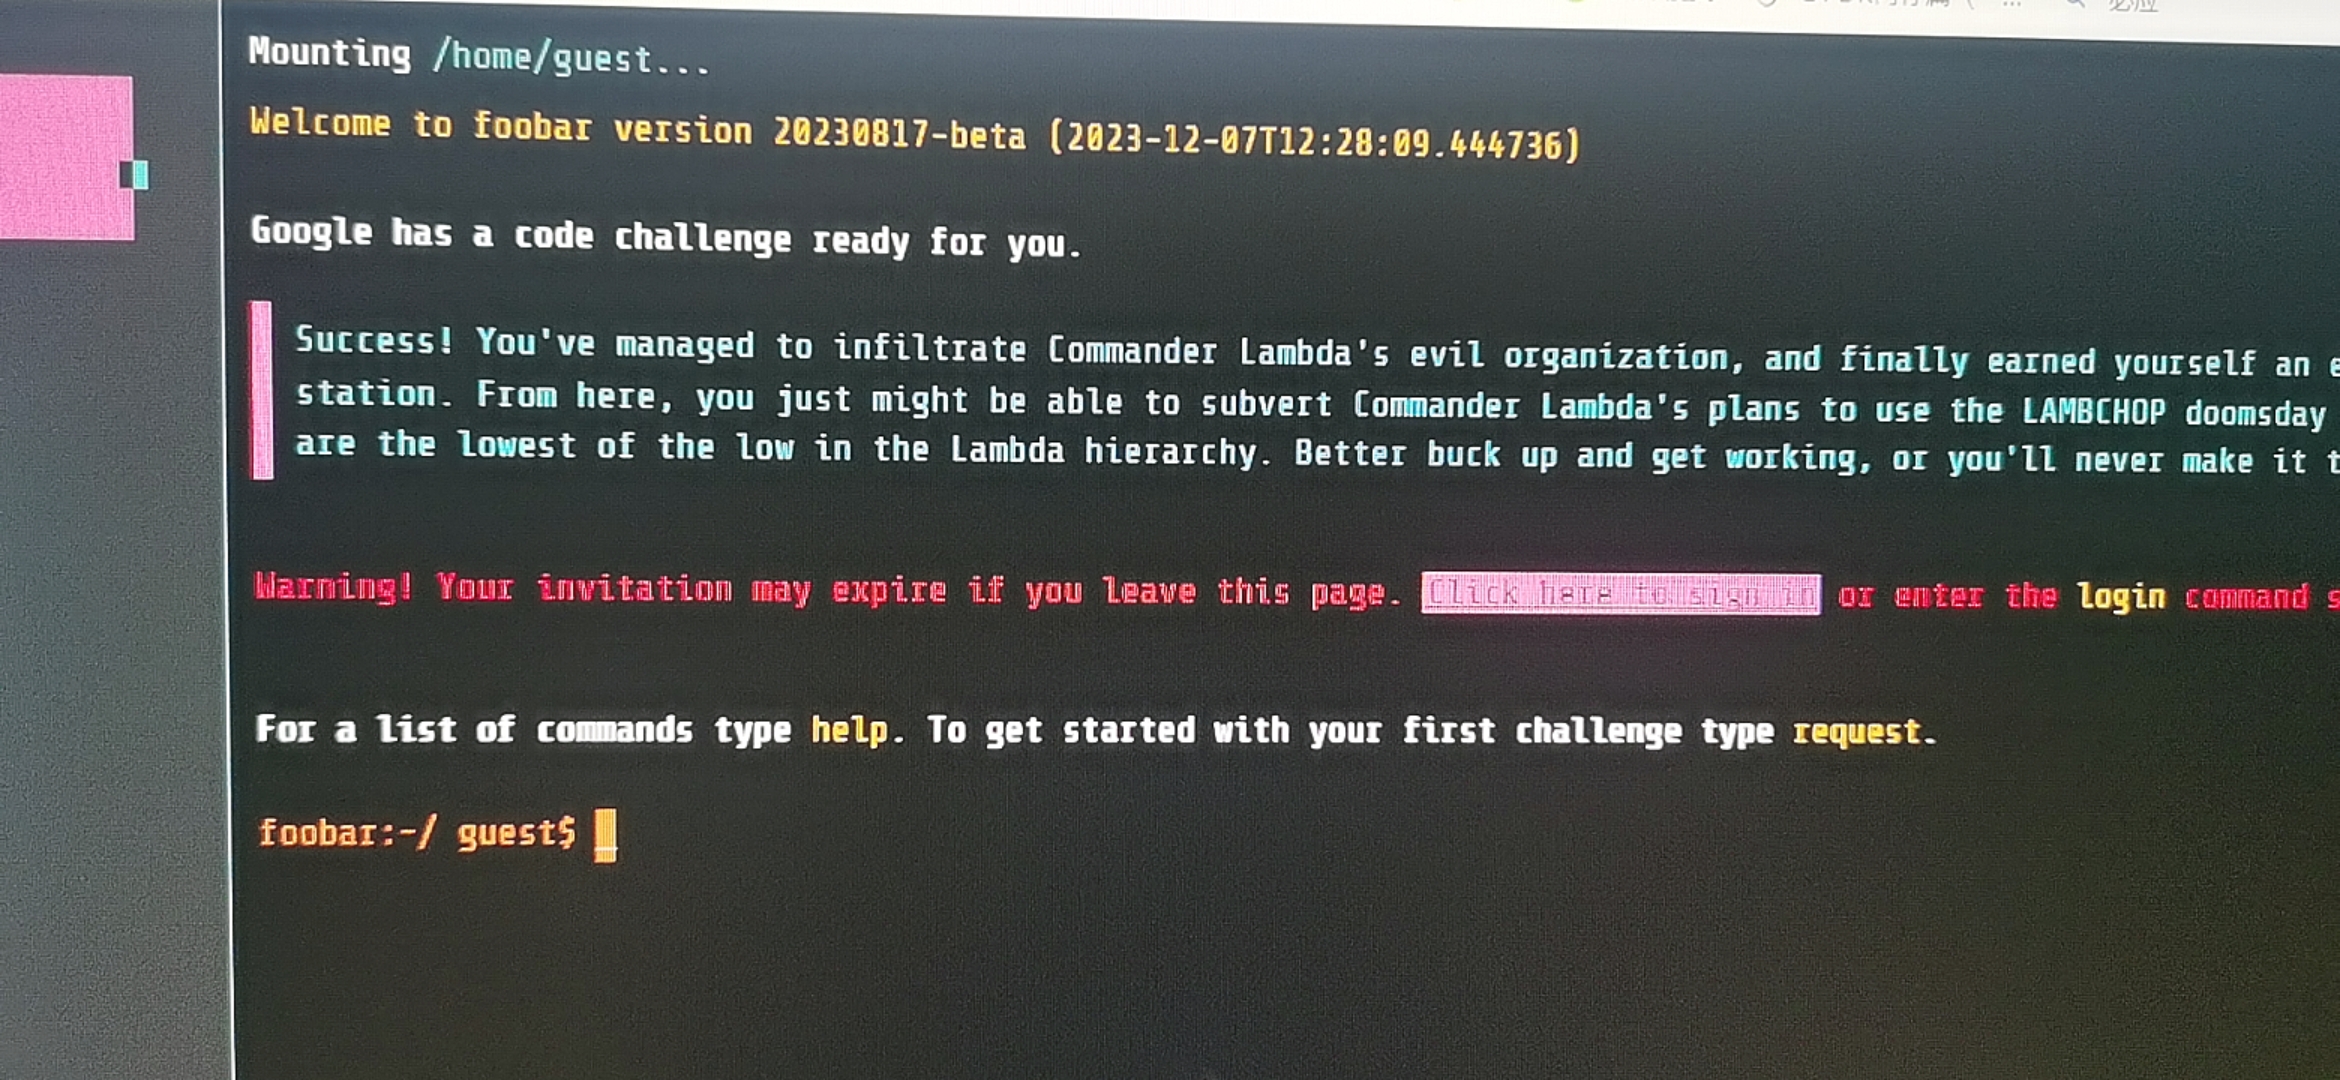 必应
Mounting /home/guest...
Welcome to foobar version 20230817-beta (2023-12-07T12:28:09.444736)
Google has a code challenge ready for you.
Success! You've managed to infiltrate Commander Lambda's evil organization, and finally earned yourself an e
station. From here, you just might be able to subvert Commander Lambda's plans to use the LAMBCHOP doomsday
are the lowest of the low in the Lambda hierarchy. Better buck up and get working, or you'll never make it t
Warning! Your invitation may expire if you leave this page. Click here to sign in or enter the login command s
For a list of commands type help. To get started with your first challenge type request.
foobar:~/ guest$